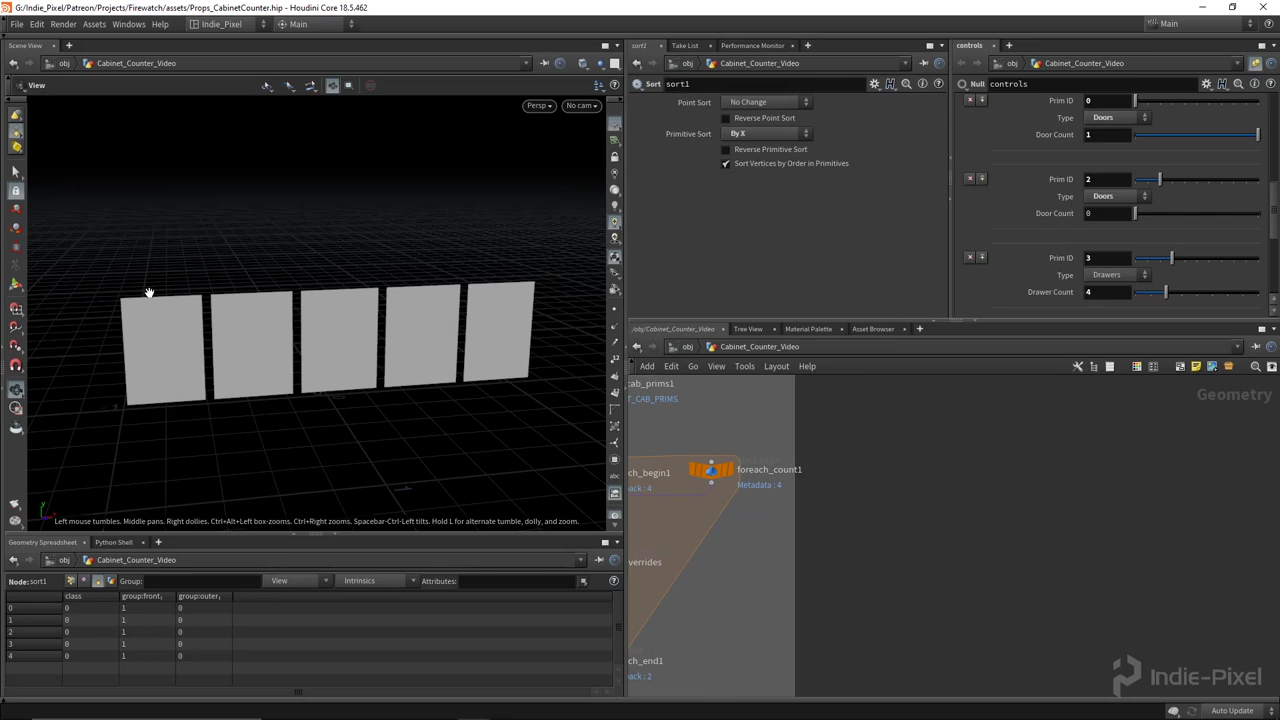 G:/Indie_Pixel/Patreon/Projects/Firewatch/assets/Props_CabinetCounter.hip - Houdini Core 18.5.462
File Edit Render Assets Windows Help Indie_Pixel Main Main
Scene View
obj Cabinet_Counter_Video
View
Persp No cam
Left mouse tumbles. Middle pans. Right dollies. Ctrl+Alt+Left box-zooms. Ctrl+Right zooms. Spacebar-Ctrl-Left tilts. Hold L for alternate tumble, dolly, and zoom.
Geometry Spreadsheet Python Shell
obj Cabinet_Counter_Video
Node: sort1 Group: View Intrinsics Attributes:
class group:front group:outer
0 0 1 0
1 0 1 0
2 0 1 0
3 0 1 0
4 0 1 0
sort1 Take List Performance Monitor
obj Cabinet_Counter_Video
Sort sort1
Point Sort No Change
Reverse Point Sort
Primitive Sort By X
Reverse Primitive Sort
Sort Vertices by Order in Primitives
controls
obj Cabinet_Counter_Video
Null controls
Prim ID 0
Type Doors
Door Count 1
Prim ID 2
Type Doors
Door Count 0
Prim ID 3
Type Drawers
Drawer Count 4
/obj/Cabinet_Counter_Video Tree View Material Palette Asset Browser
obj Cabinet_Counter_Video
Add Edit Go View Tools Layout Help
Geometry
cab_prims1
T_CAB_PRIMS
ch_begin1
back : 4
foreach_count1
Metadata : 4
verrides
ch_end1
back : 2
Indie-Pixel
Auto Update